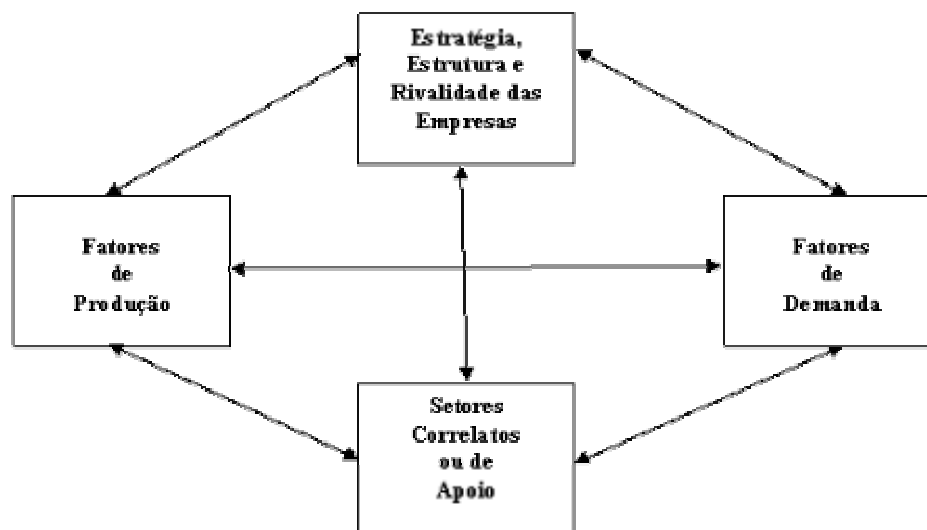 Estratégia,
Estrutura e
Rivalidade das
Empresas
Fatores
de
Produção
Fatores
de
Demanda
Setores
Correlatos
ou de
Apoio